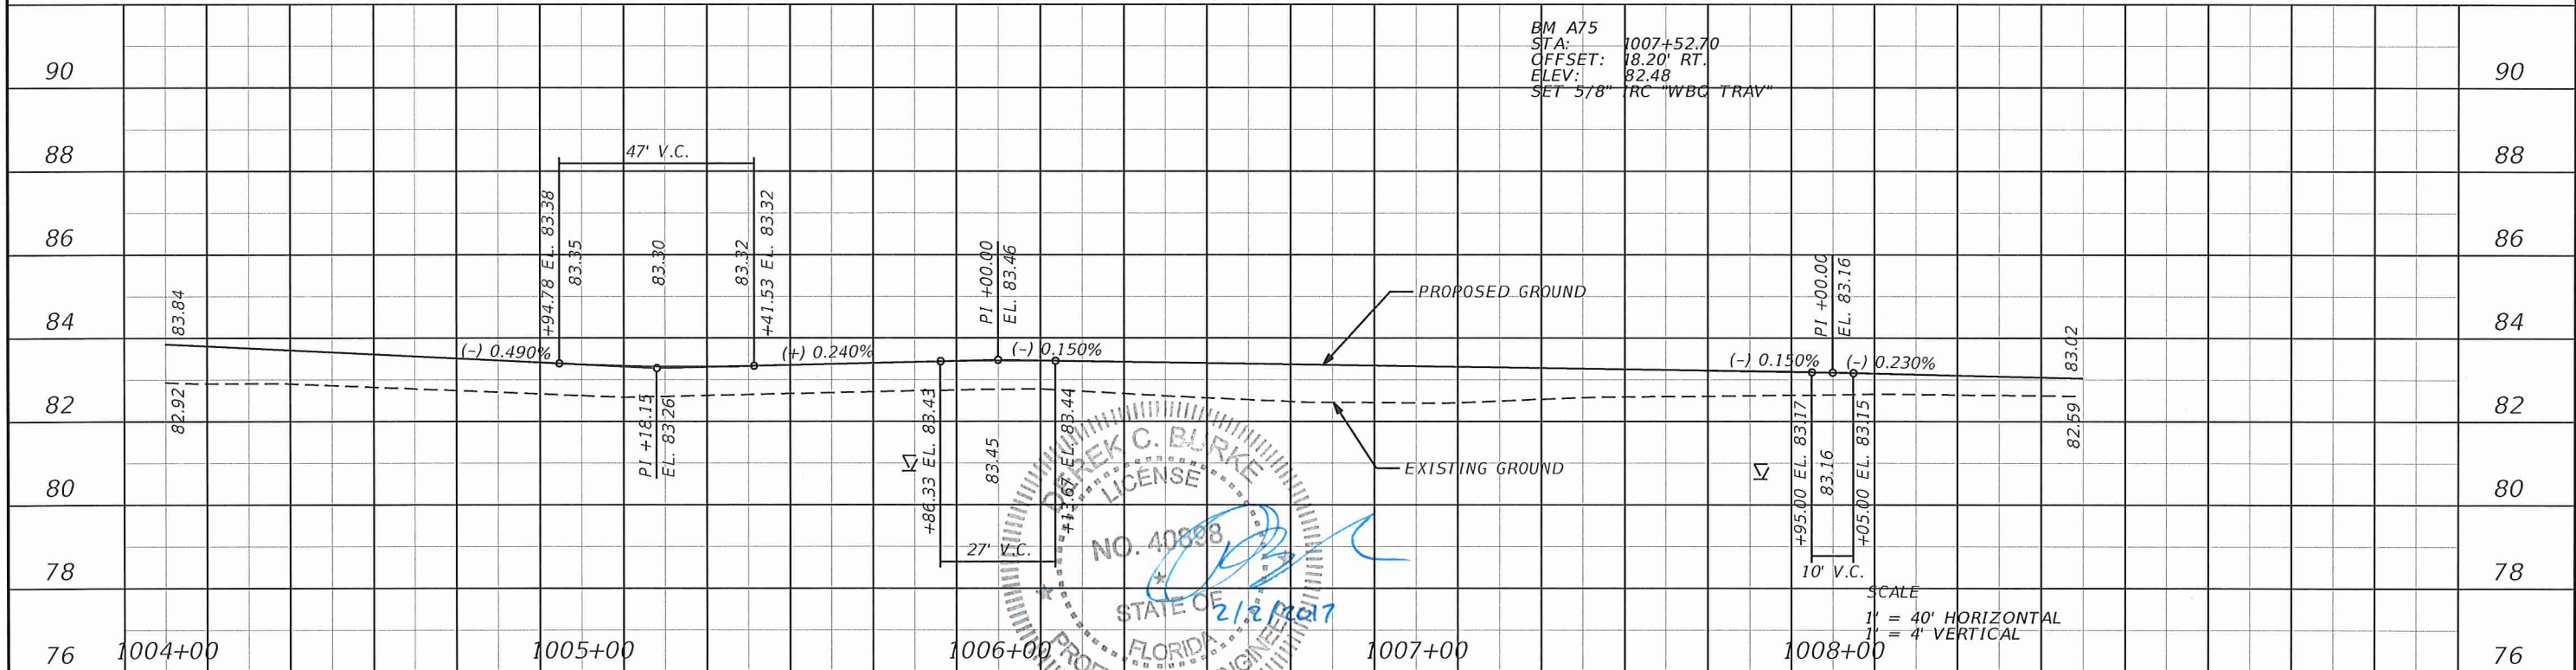 BM A75
STA: 1007+52.70
OFFSET: 18.20' RT.
ELEV: 82.48
SET 5/8" IRC "WBQ TRAV"
90
90
88
88
86
86
84
84
82
82
80
80
78
78
76
76
47' V.C.
+94.78 EL. 83.38
83.35
83.30
83.32
+41.53 EL. 83.32
83.84
82.92
(-) 0.490%
PI +18.15
EL. 83.26
(+) 0.240%
PI +00.00
EL. 83.46
(-) 0.150%
+86.33 EL. 83.43
83.45
+13.67 EL. 83.44
27' V.C.
PROPOSED GROUND
EXISTING GROUND
(-) 0.150%
PI +00.00
EL. 83.16
(-) 0.230%
+95.00 EL. 83.17
83.16
+05.00 EL. 83.15
10' V.C.
83.02
82.59
DEREK C. BURKE
LICENSE
NO. 40898
STATE OF
FLORIDA
2/2/2017
SCALE
1' = 40' HORIZONTAL
1' = 4' VERTICAL
1004+00
1005+00
1006+00
1007+00
1008+00